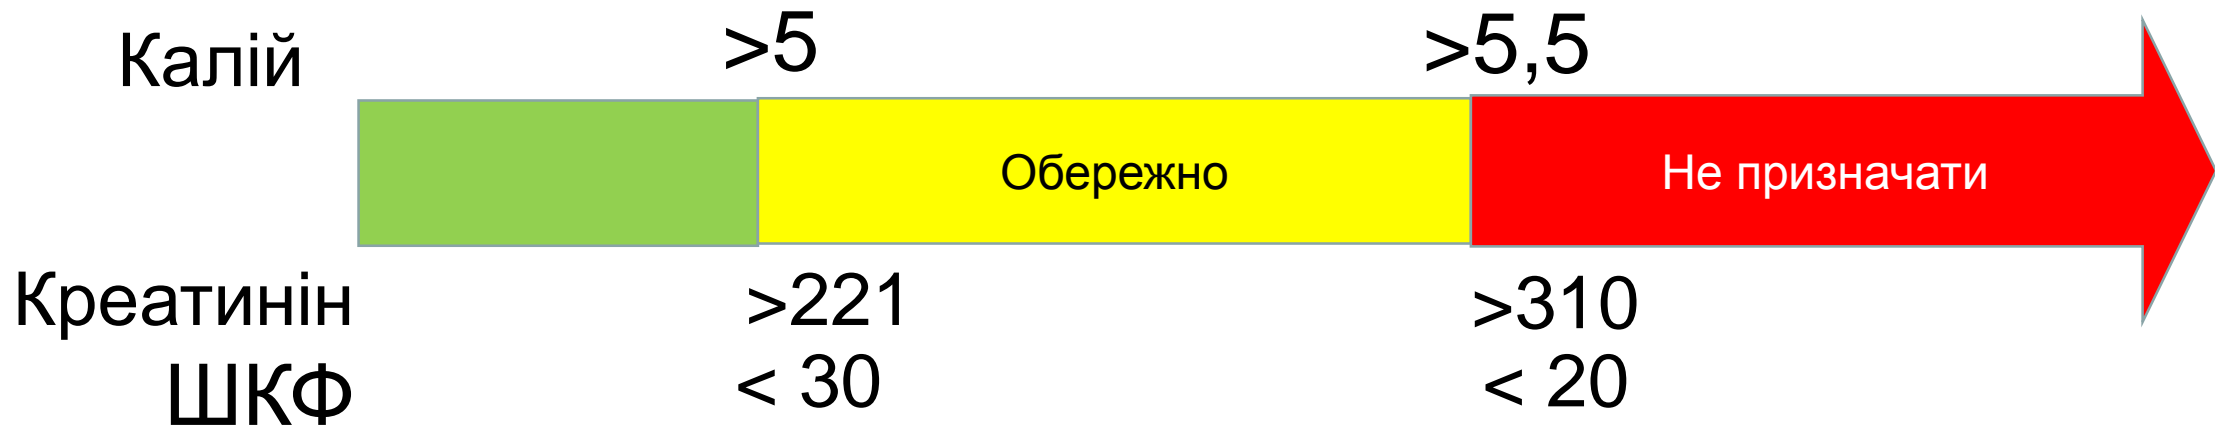 Калій >5 >5,5
Обережно Не призначати
Креатинін >221 >310
ШКФ < 30 < 20